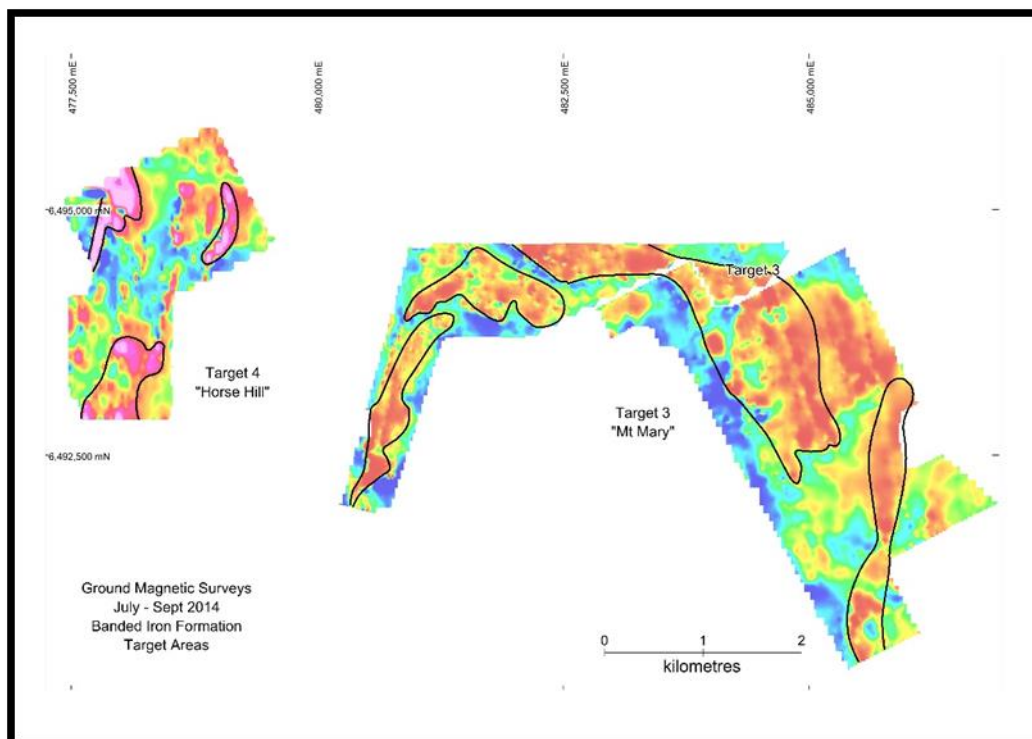 477,500 mE
480,000 mE
482,500 mE
485,000 mE
6,495,000 mN
Target 3
Target 4
"Horse Hill"
Target 3
"Mt Mary"
6,492,500 mN
Ground Magnetic Surveys
July - Sept 2014
Banded Iron Formation
Target Areas
0 1 2
kilometres